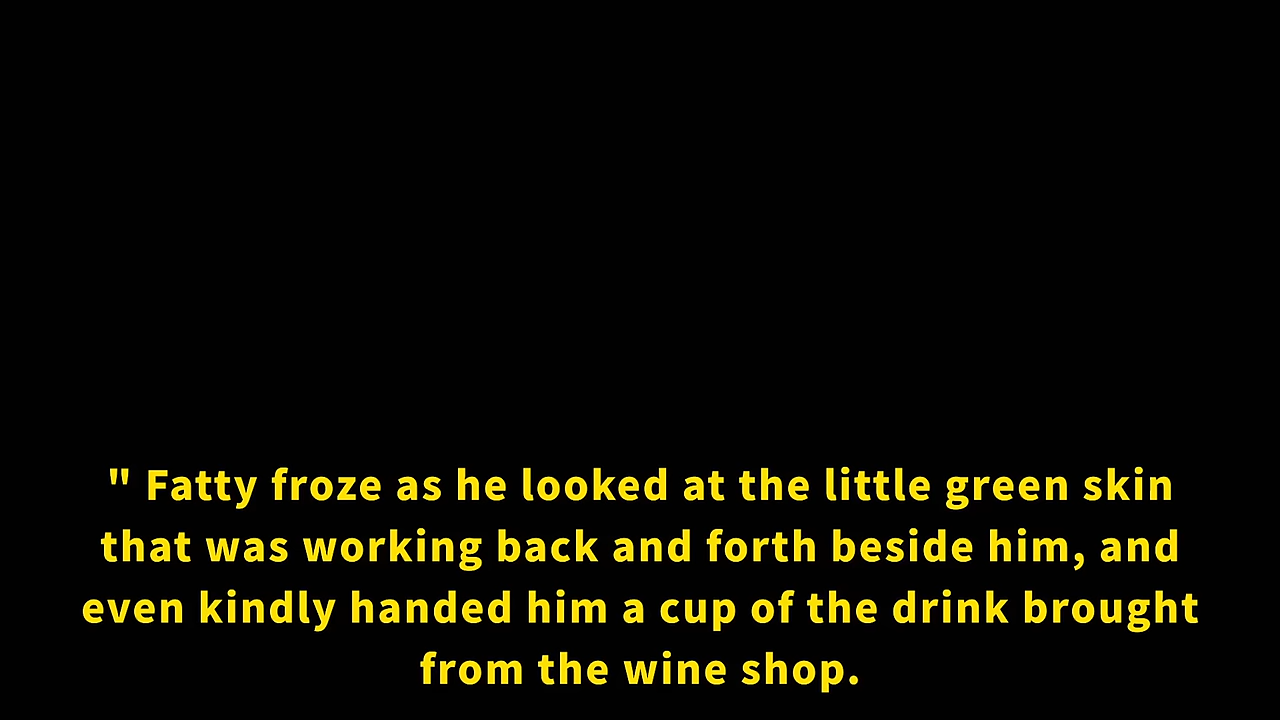 " Fatty froze as he looked at the little green skin
that was working back and forth beside him, and
even kindly handed him a cup of the drink brought
from the wine shop.